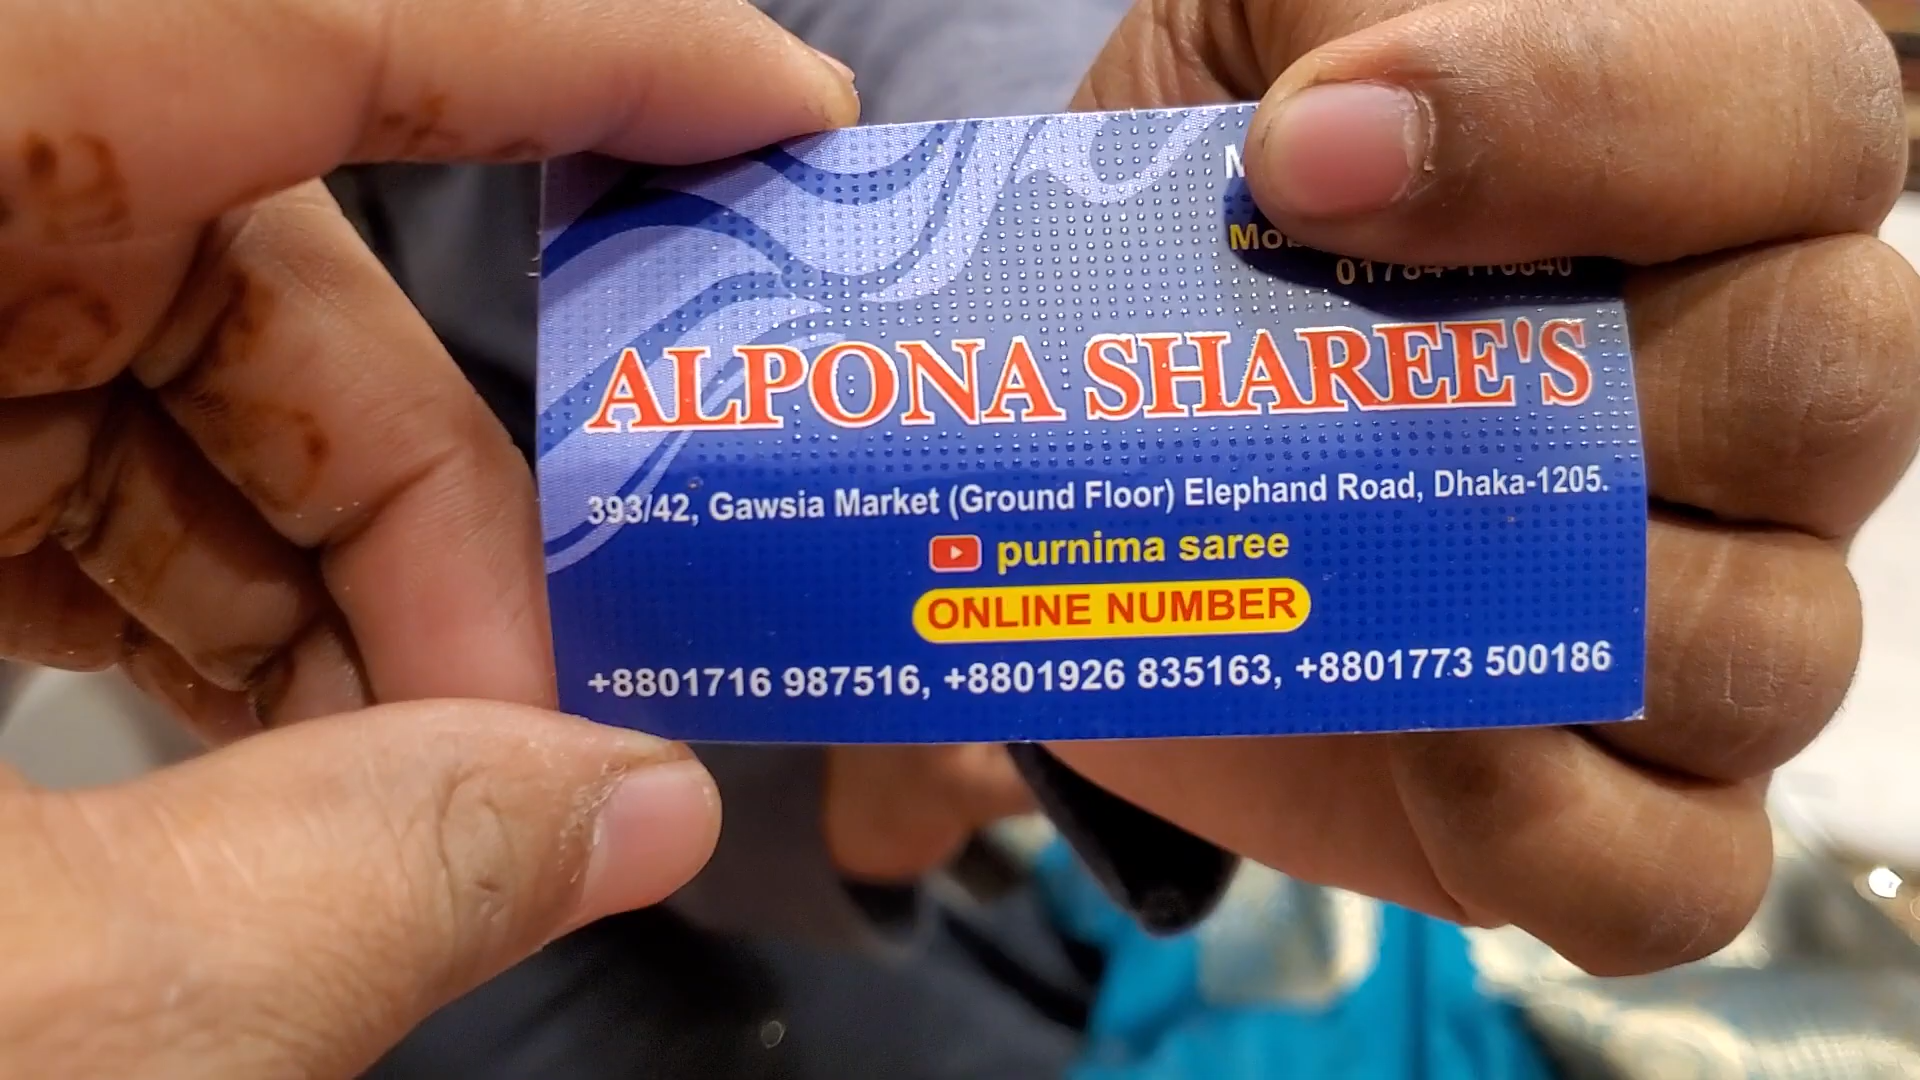 ALPONA SHAREE'S
393/42, Gawsia Market (Ground Floor) Elephand Road, Dhaka-1205.
purnima saree
ONLINE NUMBER
+8801716 987516, +8801926 835163, +8801773 500186